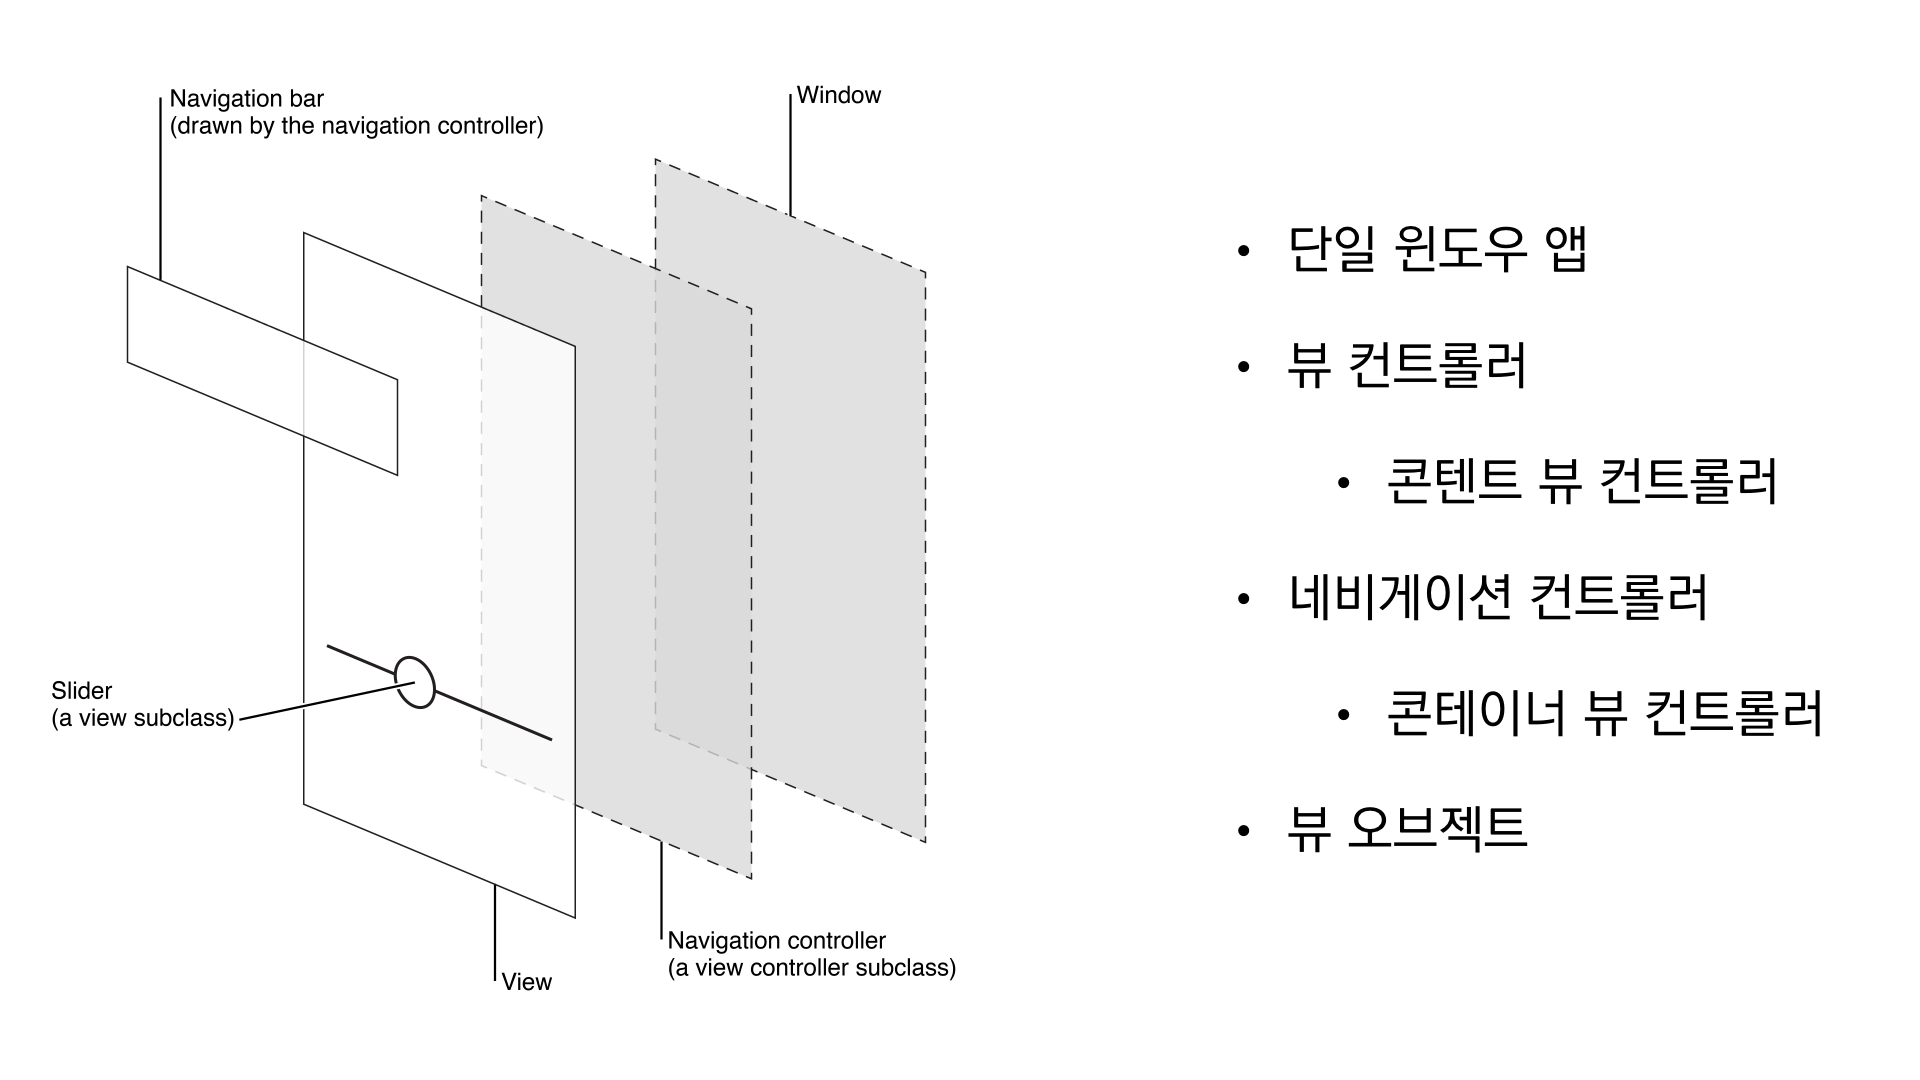 Navigation bar
(drawn by the navigation controller)
Window
Slider
(a view subclass)
Navigation controller
(a view controller subclass)
View
• 단일 윈도우 앱
• 뷰 컨트롤러
• 콘텐트 뷰 컨트롤러
• 네비게이션 컨트롤러
• 콘테이너 뷰 컨트롤러
• 뷰 오브젝트